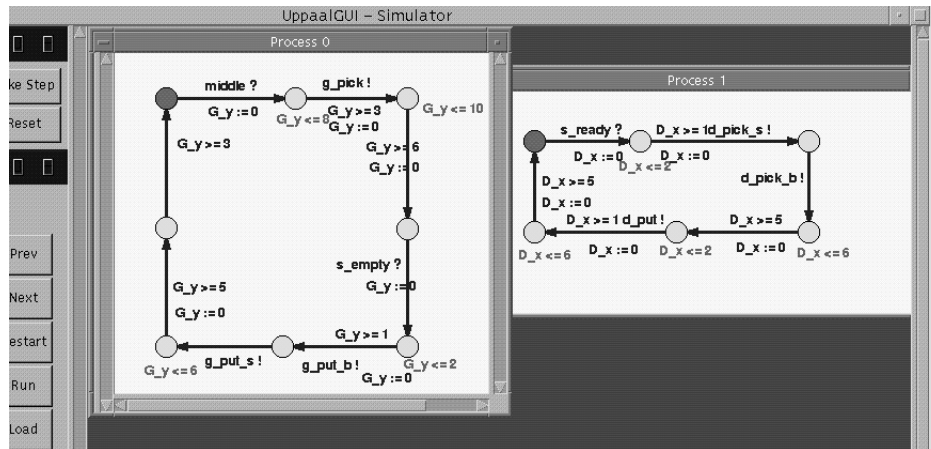 UppaalGUI – Simulator
Process 0
ke Step
Reset
Prev
Next
estart
Run
Load
middle ?
g_pick !
G_y :=0
G_y <=8
G_y >=3
G_y :=0
G_y <= 10
G_y >=3
G_y >=6
G_y :=0
s_empty ?
G_y :=0
G_y >=5
G_y :=0
G_y >= 1
G_y <=6
g_put_s !
g_put_b !
G_y <=2
G_y :=0
Process 1
s_ready ?
D_x >= 1d_pick_s !
D_x :=0
D_x <=2
D_x :=0
d_pick_b !
D_x >=5
D_x :=0
D_x >= 1 d_put !
D_x >=5
D_x <=6
D_x :=0
D_x <=2
D_x :=0
D_x <=6